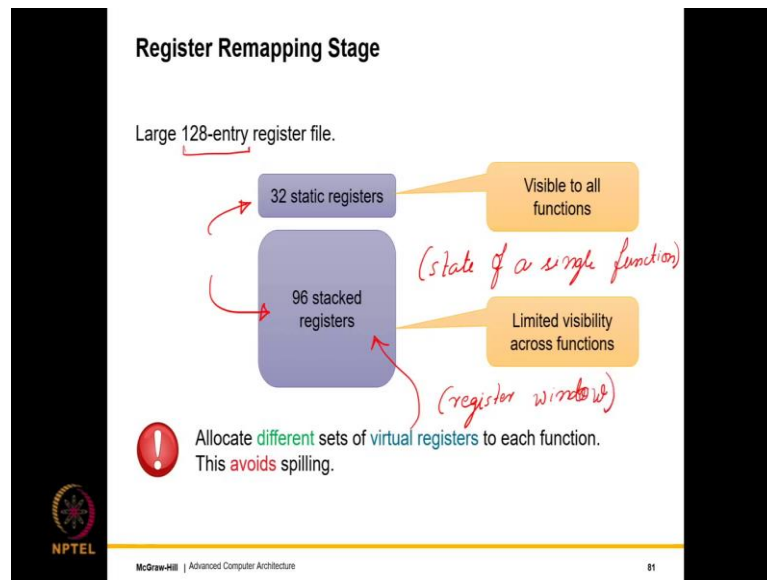 Register Remapping Stage
Large 128-entry register file.
32 static registers
Visible to all
functions
(state of a single function)
96 stacked
registers
Limited visibility
across functions
(register window)
Allocate different sets of virtual registers to each function.
This avoids spilling.
NPTEL
McGraw-Hill | Advanced Computer Architecture
81